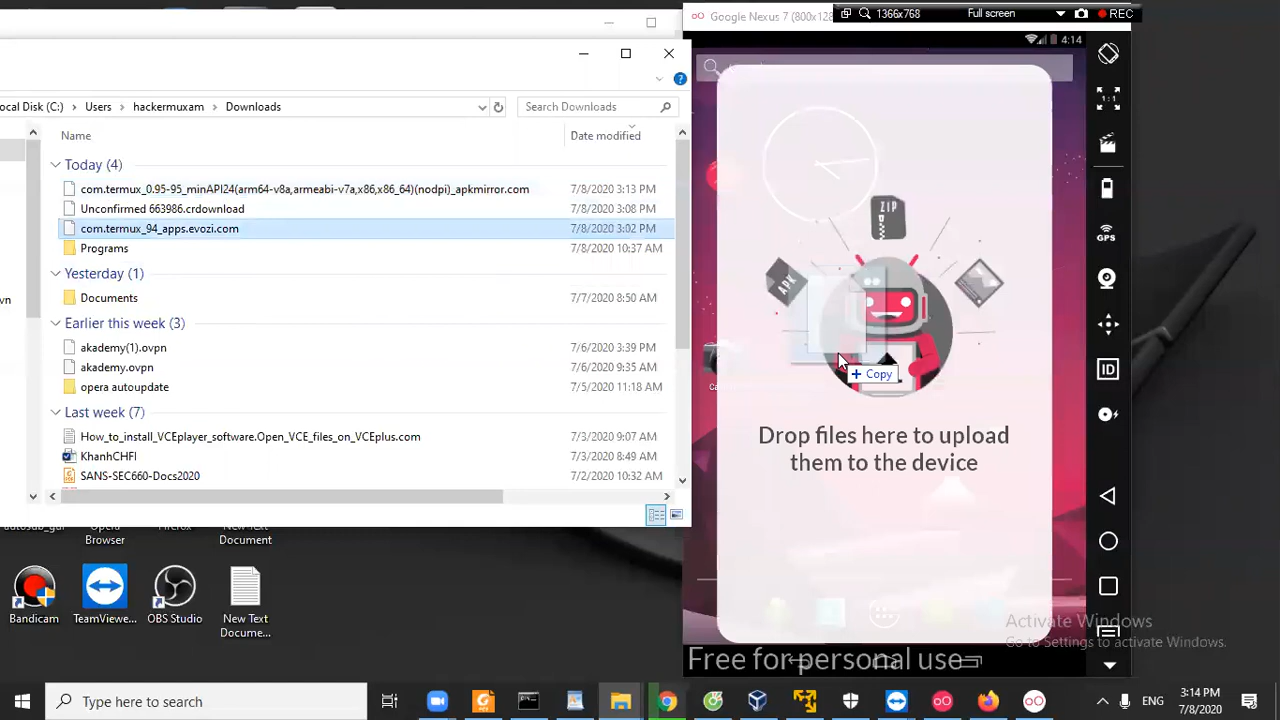 Google Nexus 7 (800x128
1366x768
Full screen
REC
4:14
ocal Disk (C:)
Users
hackermuxam
Downloads
Search Downloads
Name
Date modified
Today (4)
com.termux_0.95-95_minAPI24(arm64-v8a,armeabi-v7a,x86,x86_64)(nodpi)_apkmirror.com
7/8/2020 3:13 PM
Unconfirmed 663986.crdownload
7/8/2020 3:08 PM
com.termux_94_apps.evozi.com
7/8/2020 3:02 PM
Programs
7/8/2020 10:37 AM
Yesterday (1)
vn
Documents
7/7/2020 8:50 AM
Earlier this week (3)
akademy(1).ovpn
7/6/2020 3:39 PM
akademy.ovpn
7/6/2020 9:35 AM
opera autoupdate
7/5/2020 11:18 AM
Last week (7)
How_to_install_VCEplayer_software.Open_VCE_files_on_VCEplus.com
7/3/2020 9:07 AM
KhanhCHFI
7/3/2020 8:49 AM
SANS-SEC660-Docs2020
7/2/2020 10:32 AM
ZIP
APK
1:1
GPS
ID
+ Copy
Drop files here to upload
them to the device
Opera
Browser
Firefox
New Text
Document
Bandicam
TeamViewe...
OBS Studio
New Text
Docume...
Activate Windows
Go to Settings to activate Windows.
Free for personal use
Type here to search
ENG
3:14 PM
7/8/2020